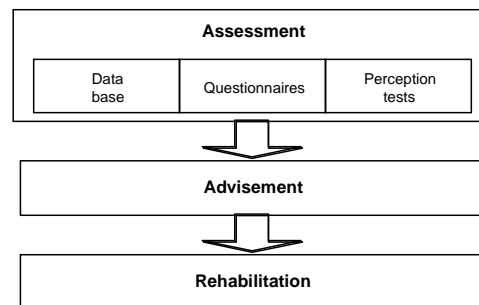 Assessment
Data
base
Questionnaires
Perception
tests
Advisement
Rehabilitation